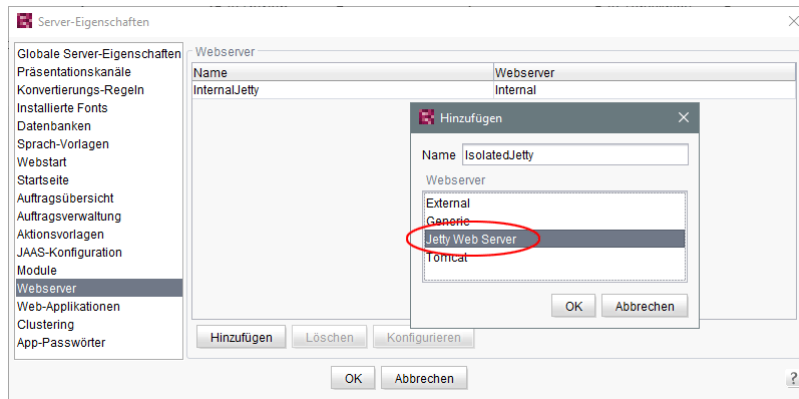 Server-Eigenschaften
Globale Server-Eigenschaften
Präsentationskanäle
Konvertierungs-Regeln
Installierte Fonts
Datenbanken
Sprach-Vorlagen
Webstart
Startseite
Auftragsübersicht
Auftragsverwaltung
Aktionsvorlagen
JAAS-Konfiguration
Module
Webserver
Web-Applikationen
Clustering
App-Passwörter
Webserver
Name Webserver
InternalJetty Internal
Hinzufügen
Name IsolatedJetty
Webserver
External
Generic
Jetty Web Server
Tomcat
OK Abbrechen
Hinzufügen Löschen Konfigurieren
OK Abbrechen
?